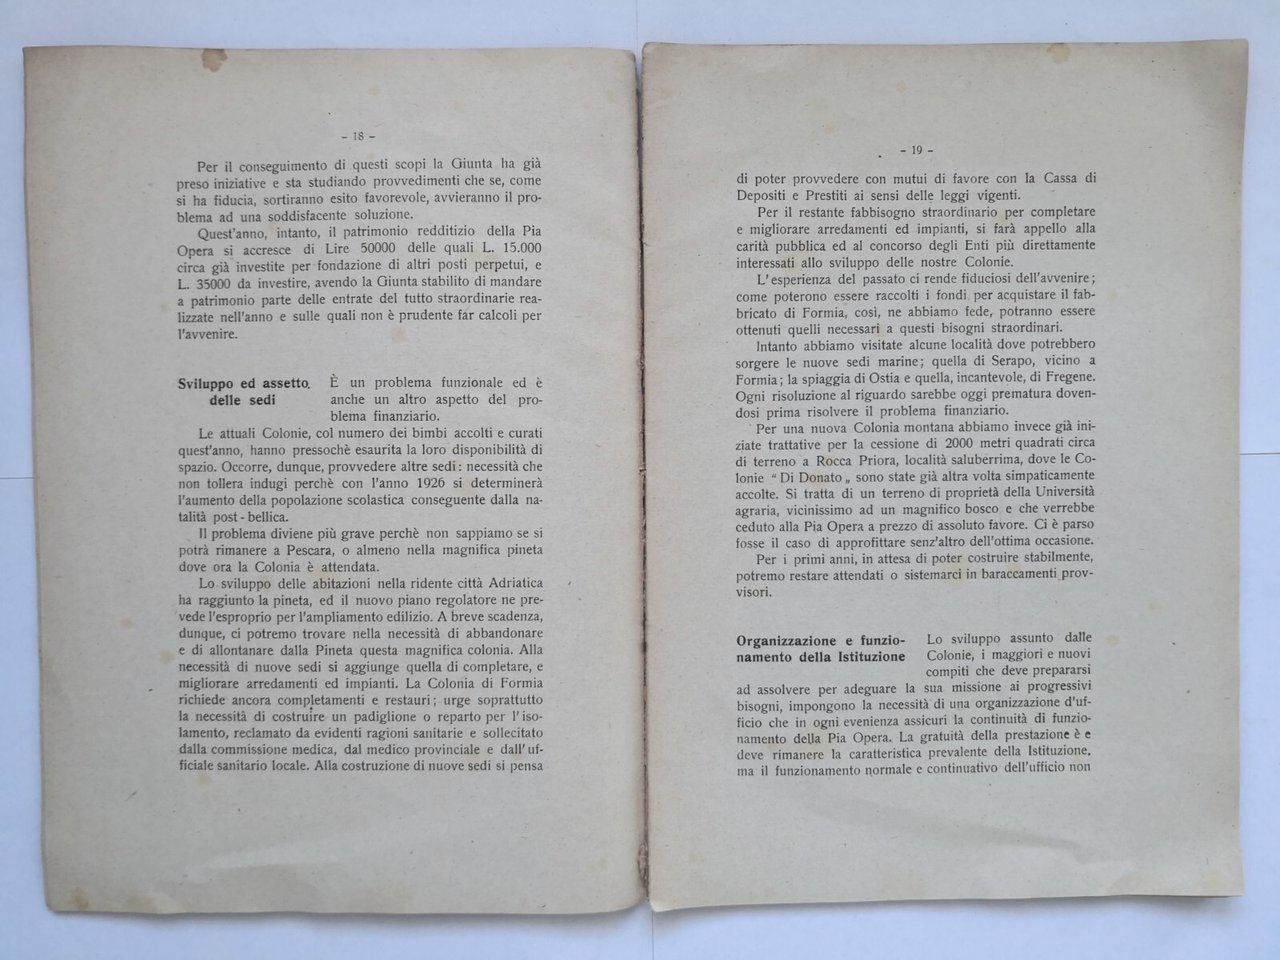 - 18 -
Per il conseguimento di questi scopi la Giunta ha già
preso iniziative e sta studiando provvedimenti che se, come
si ha fiducia, sortiranno esito favorevole, avvieranno il pro-
blema ad una soddisfacente soluzione.
Quest'anno, intanto, il patrimonio redditizio della Pia
Opera si accresce di Lire 50000 delle quali L. 15.000
circa già investite per fondazione di altri posti perpetui, e
L. 35000 da investire, avendo la Giunta stabilito di mandare
a patrimonio parte delle entrate del tutto straordinarie rea-
lizzate nell'anno e sulle quali non è prudente far calcoli per
l'avvenire.
Sviluppo ed assetto
delle sedi
È un problema funzionale ed è
anche un altro aspetto del pro-
blema finanziario.
Le attuali Colonie, col numero dei bimbi accolti e curati
quest'anno, hanno pressochè esaurita la loro disponibilità di
spazio. Occorre, dunque, provvedere altre sedi: necessità che
non tollera indugi perchè con l'anno 1926 si determinerà
l'aumento della popolazione scolastica conseguente dalla na-
talità post-bellica.
Il problema diviene più grave perchè non sappiamo se si
potrà rimanere a Pescara, o almeno nella magnifica pineta
dove ora la Colonia è attendata.
Lo sviluppo delle abitazioni nella ridente città Adriatica
ha raggiunto la pineta, ed il nuovo piano regolatore ne pre-
vede l'esproprio per l'ampliamento edilizio. A breve scadenza,
dunque, ci potremo trovare nella necessità di abbandonare
e di allontanare dalla Pineta questa magnifica colonia. Alla
necessità di nuove sedi si aggiunge quella di completare, e
migliorare arredamenti ed impianti. La Colonia di Formia
richiede ancora completamenti e restauri; urge soprattutto
la necessità di costruire un padiglione o reparto per l'iso-
lamento, reclamato da evidenti ragioni sanitarie e sollecitato
dalla commissione medica, dal medico provinciale e dall'uf-
ficiale sanitario locale. Alla costruzione di nuove sedi si pensa
- 19 -
di poter provvedere con mutui di favore con la Cassa di
Depositi e Prestiti ai sensi delle leggi vigenti.
Per il restante fabbisogno straordinario per completare
e migliorare arredamenti ed impianti, si farà appello alla
carità pubblica ed al concorso degli Enti più direttamente
interessati allo sviluppo delle nostre Colonie.
L'esperienza del passato ci rende fiduciosi dell'avvenire;
come poterono essere raccolti i fondi per acquistare il fab-
bricato di Formia, così, ne abbiamo fede, potranno essere
ottenuti quelli necessari a questi bisogni straordinari.
Intanto abbiamo visitate alcune località dove potrebbero
sorgere le nuove sedi marine; quella di Serapo, vicino a
Formia; la spiaggia di Ostia e quella, incantevole, di Fregene.
Ogni risoluzione al riguardo sarebbe oggi prematura doven-
dosi prima risolvere il problema finanziario.
Per una nuova Colonia montana abbiamo invece già ini-
ziate trattative per la cessione di 2000 metri quadrati circa
di terreno a Rocca Priora, località saluberrima, dove le Co-
lonie “ Di Donato „ sono state già altra volta simpaticamente
accolte. Si tratta di un terreno di proprietà della Università
agraria, vicinissimo ad un magnifico bosco e che verrebbe
ceduto alla Pia Opera a prezzo di assoluto favore. Ci è parso
fosse il caso di approfittare senz'altro dell'ottima occasione.
Per i primi anni, in attesa di poter costruire stabilmente,
potremo restare attendati o sistemarci in baraccamenti prov-
visori.
Organizzazione e funzio-
namento della Istituzione
Lo sviluppo assunto dalle
Colonie, i maggiori e nuovi
compiti che deve prepararsi
ad assolvere per adeguare la sua missione ai progressivi
bisogni, impongono la necessità di una organizzazione d'uf-
ficio che in ogni evenienza assicuri la continuità di funzio-
namento della Pia Opera. La gratuità della prestazione è e
deve rimanere la caratteristica prevalente della Istituzione,
ma il funzionamento normale e continuativo dell'ufficio non